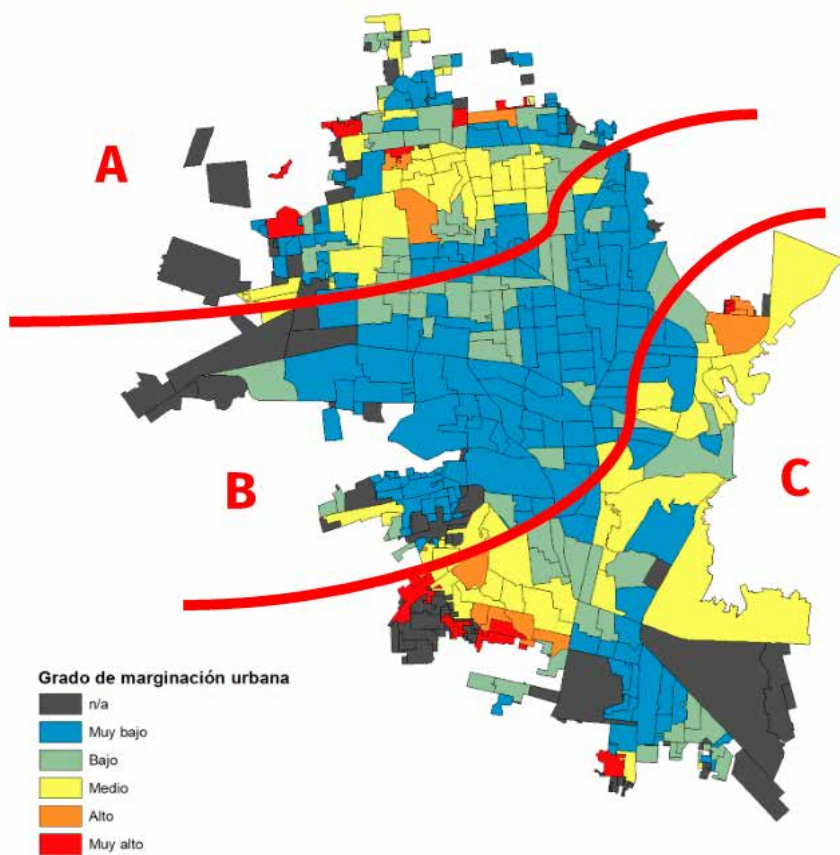 A
B
C
Grado de marginación urbana
n/a
Muy bajo
Bajo
Medio
Alto
Muy alto